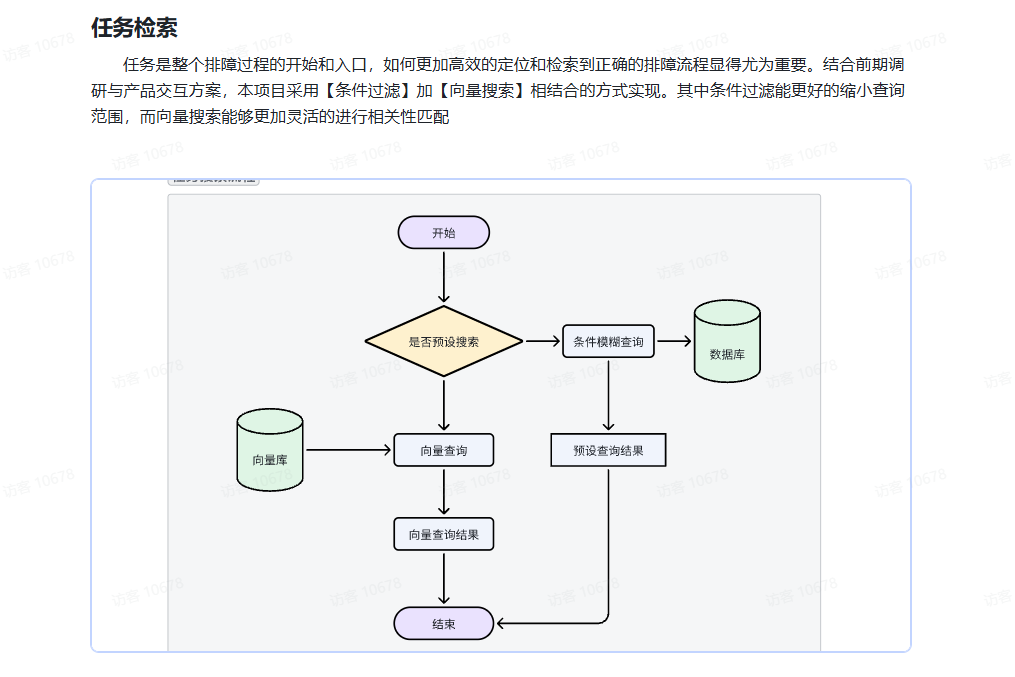 任务检索
任务是整个排障过程的开始和入口，如何更加高效的定位和检索到正确的排障流程显得尤为重要。结合前期调
研与产品交互方案，本项目采用【条件过滤】加【向量搜索】相结合的方式实现。其中条件过滤能更好的缩小查询
范围，而向量搜索能够更加灵活的进行相关性匹配
开始
是否预设搜索
条件模糊查询
数据库
向量库
向量查询
预设查询结果
向量查询结果
结束
访客 10678